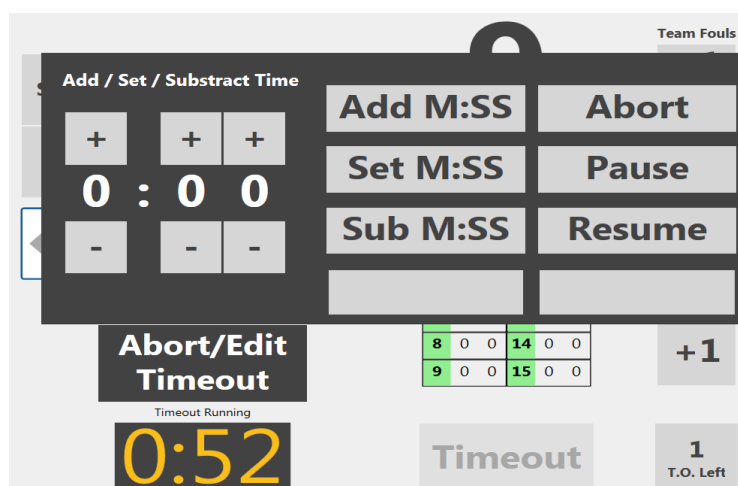 Team Fouls
Add / Set / Substract Time
+ + +
0 : 0 0
- - -
Add M:SS Abort
Set M:SS Pause
Sub M:SS Resume
Abort/Edit
Timeout
8 0 0 14 0 0
9 0 0 15 0 0
+1
Timeout Running
0:52
Timeout
1
T.O. Left